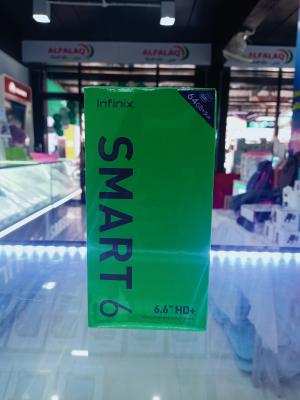 ALFALAQ
ALFALAQ
Infinix
64GB
SMART 6
6.6" HD+